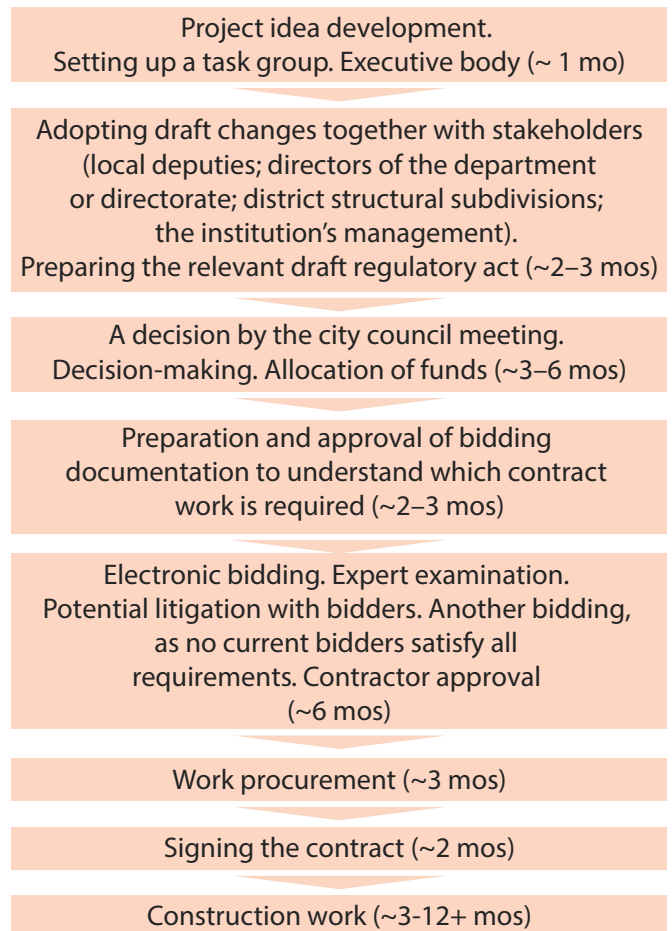 Project idea development.
Setting up a task group. Executive body (~ 1 mo)
Adopting draft changes together with stakeholders
(local deputies; directors of the department
or directorate; district structural subdivisions;
the institution’s management).
Preparing the relevant draft regulatory act (~2–3 mos)
A decision by the city council meeting.
Decision-making. Allocation of funds (~3–6 mos)
Preparation and approval of bidding
documentation to understand which contract
work is required (~2–3 mos)
Electronic bidding. Expert examination.
Potential litigation with bidders. Another bidding,
as no current bidders satisfy all
requirements. Contractor approval
(~6 mos)
Work procurement (~3 mos)
Signing the contract (~2 mos)
Construction work (~3-12+ mos)